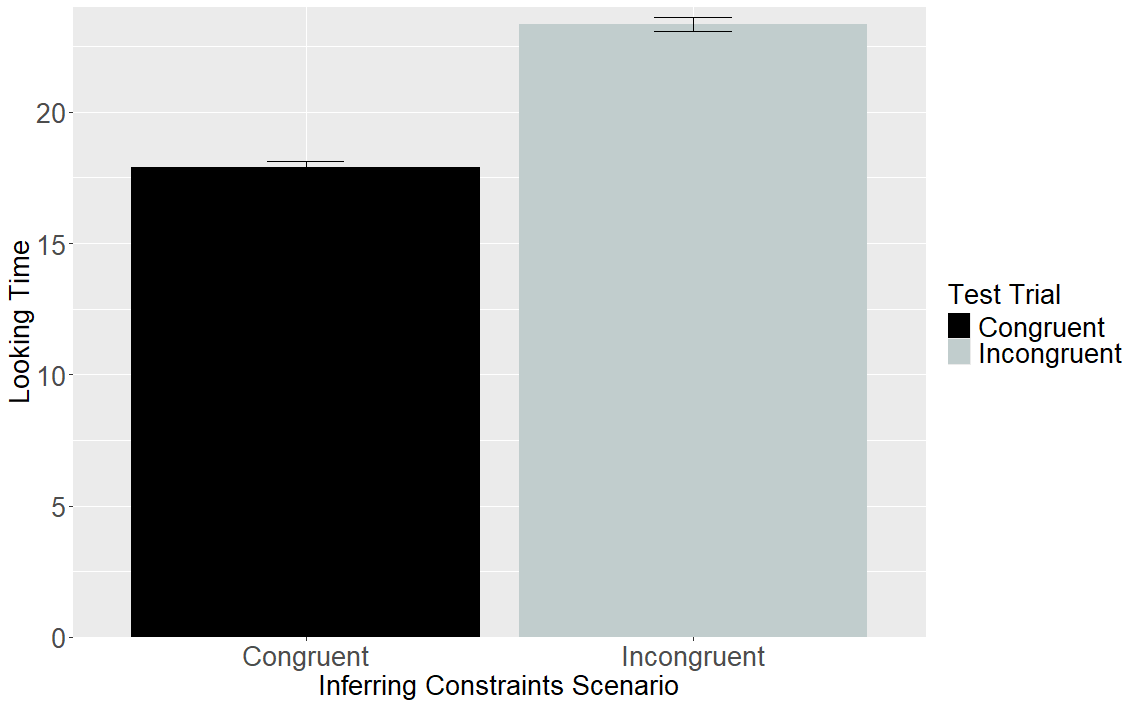 20
15
10
5
0
Looking Time
Congruent Incongruent
Inferring Constraints Scenario
Test Trial
Congruent
Incongruent